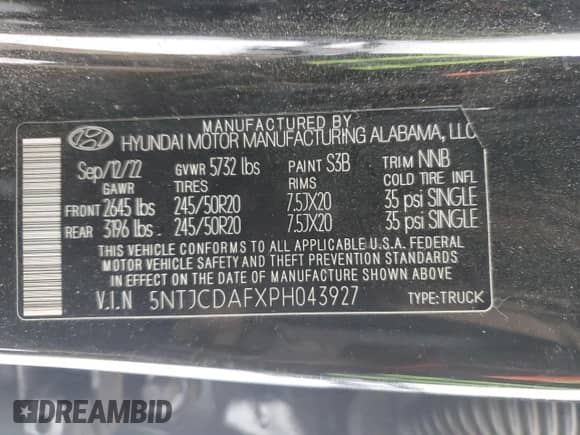 MANUFACTURED BY
HYUNDAI MOTOR MANUFACTURING ALABAMA, LLC
Sep/12/22 GVWR 5732 lbs PAINT S3B TRIM NNB
GAWR TIRES RIMS COLD TIRE INFL
FRONT 2645 lbs 245/50R20 7.5JX20 35 psi SINGLE
REAR 3196 lbs 245/50R20 7.5JX20 35 psi SINGLE
THIS VEHICLE CONFORMS TO ALL APPLICABLE U.S.A. FEDERAL
MOTOR VEHICLE SAFETY AND THEFT PREVENTION STANDARDS
IN EFFECT ON THE DATE OF MANUFACTURE SHOWN ABOVE.
V.I.N 5NTJCDAFXPH043927 TYPE:TRUCK
DREAMBID